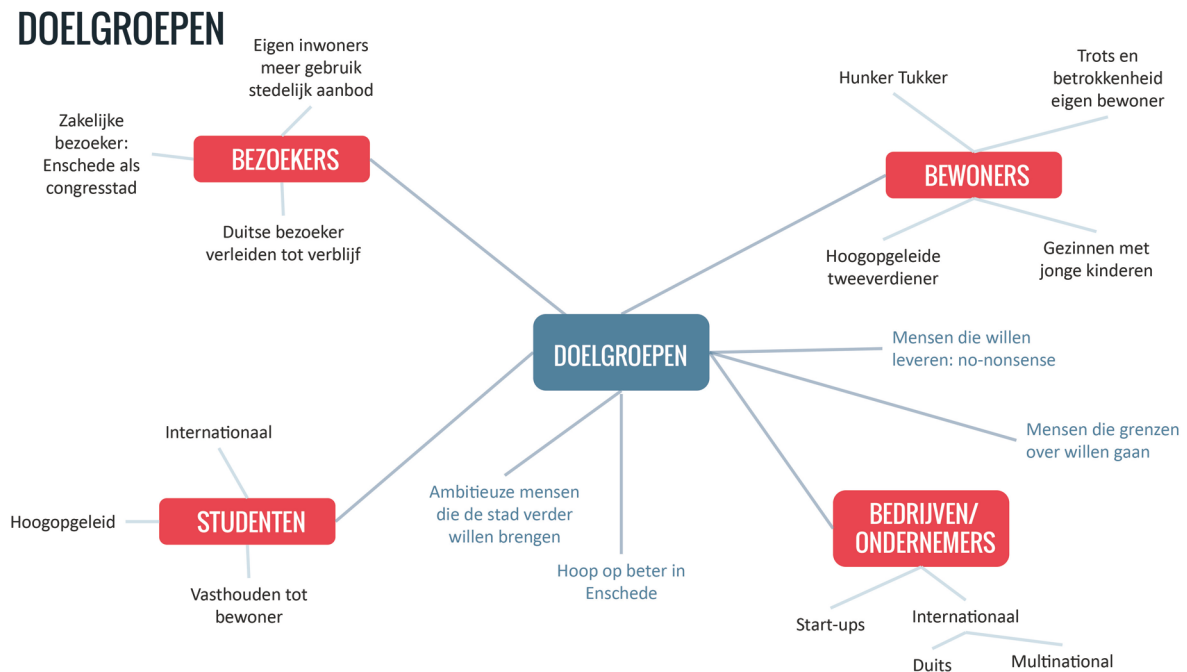 DOELGROEPEN
Eigen inwoners
meer gebruik
stedelijk aanbod
Zakelijke
bezoeker:
Enschede als
congresstad
BEZOEKERS
Duitse bezoeker
verleiden tot verblijf
Hunker Tukker
Trots en
betrokkenheid
eigen bewoner
BEWONERS
Hoogopgeleide
tweeverdiener
Gezinnen met
jonge kinderen
DOELGROEPEN
Mensen die willen
leveren: no-nonsense
Mensen die grenzen
over willen gaan
Ambitieuze mensen
die de stad verder
willen brengen
Hoop op beter in
Enschede
Internationaal
Hoogopgeleid
STUDENTEN
Vasthouden tot
bewoner
BEDRIJVEN/
ONDERNEMERS
Start-ups
Internationaal
Duits
Multinational